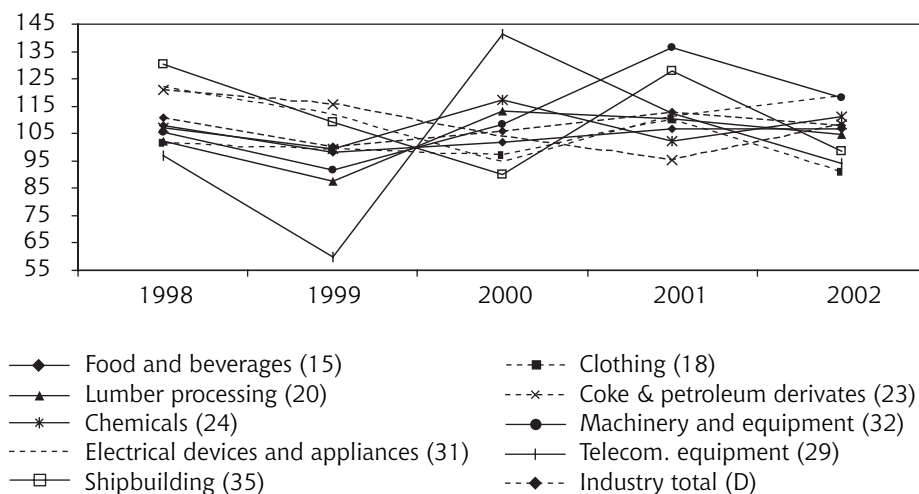 145
135
125
115
105
95
85
75
65
55
1998 1999 2000 2001 2002
Food and beverages (15) Clothing (18)
Lumber processing (20) Coke & petroleum derivates (23)
Chemicals (24) Machinery and equipment (32)
Electrical devices and appliances (31) Telecom. equipment (29)
Shipbuilding (35) Industry total (D)